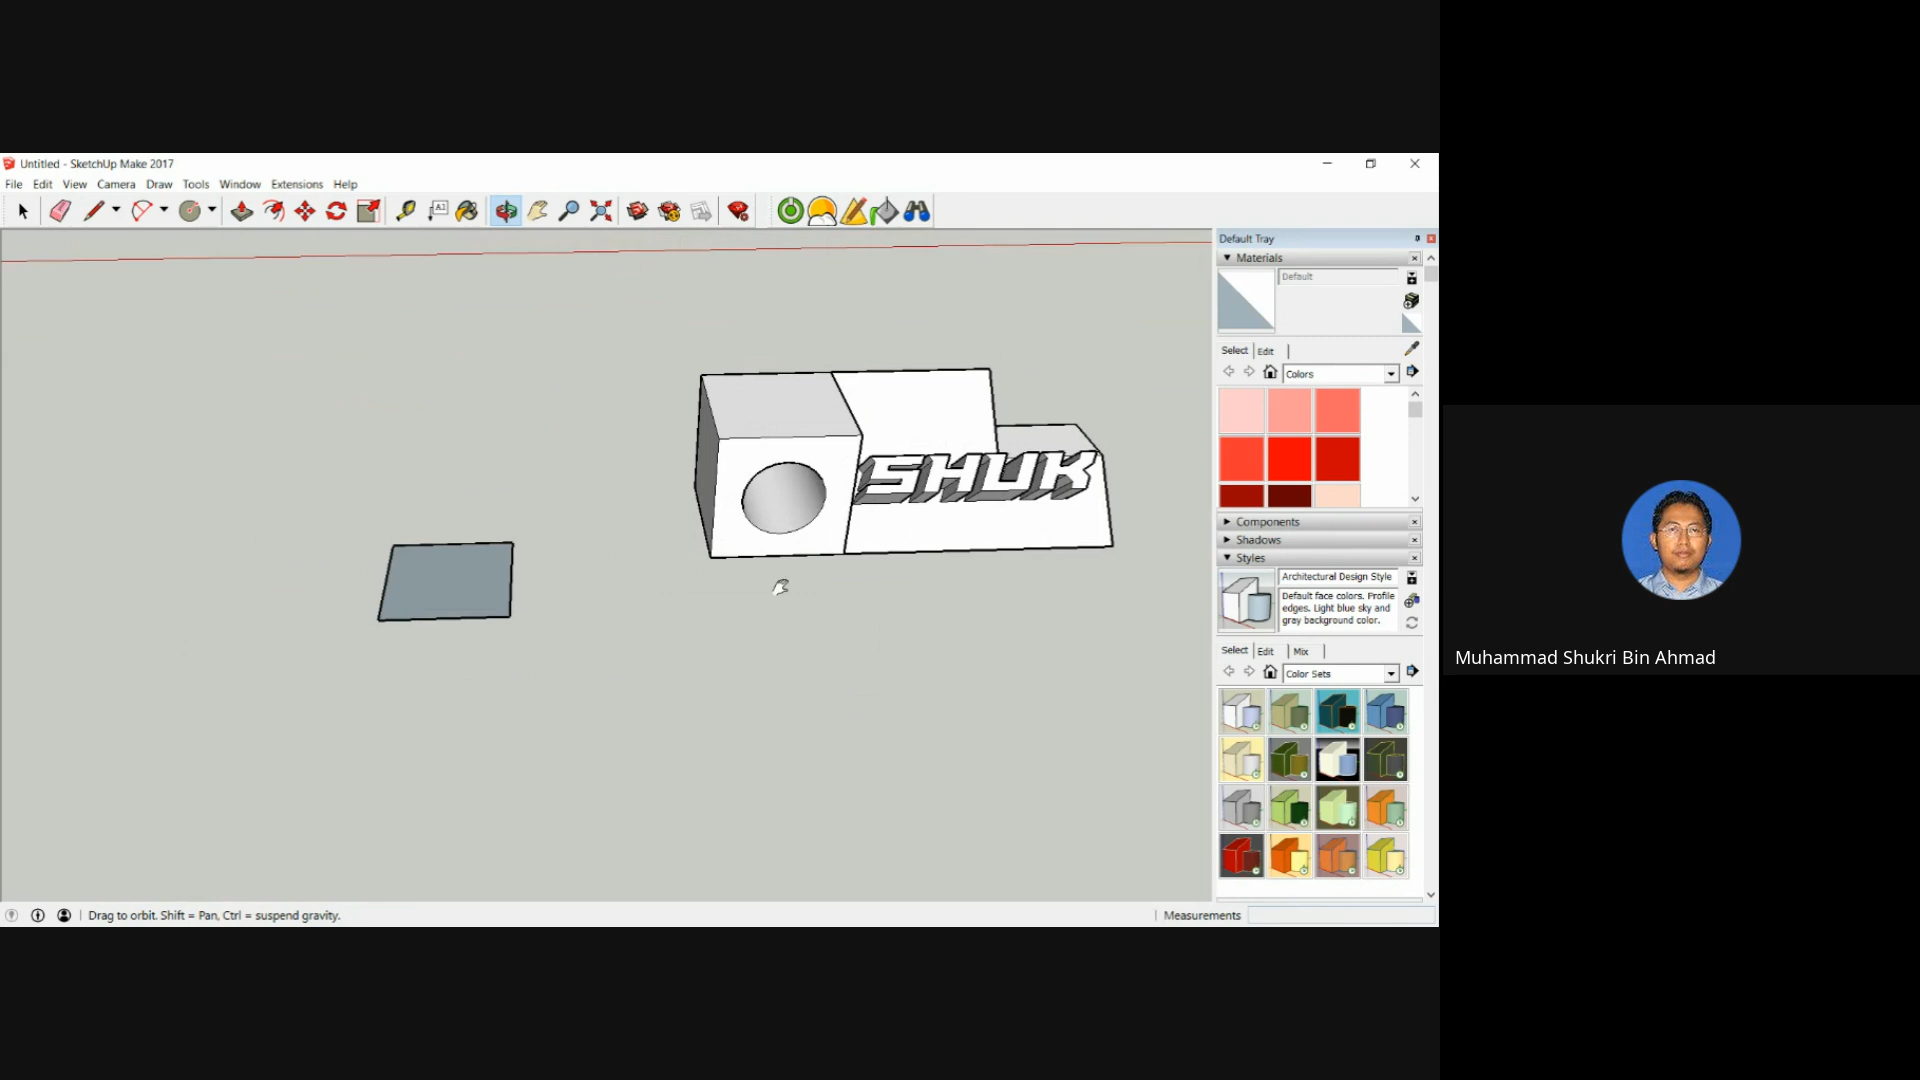 Untitled - SketchUp Make 2017
File Edit View Camera Draw Tools Window Extensions Help
A1
Default Tray
Materials
Default
Select Edit
Colors
SHUK
Components
Shadows
Styles
Architectural Design Style
Default face colors. Profile
edges. Light blue sky and
gray background color.
Select Edit Mix
Color Sets
Muhammad Shukri Bin Ahmad
Drag to orbit. Shift = Pan, Ctrl = suspend gravity.
Measurements